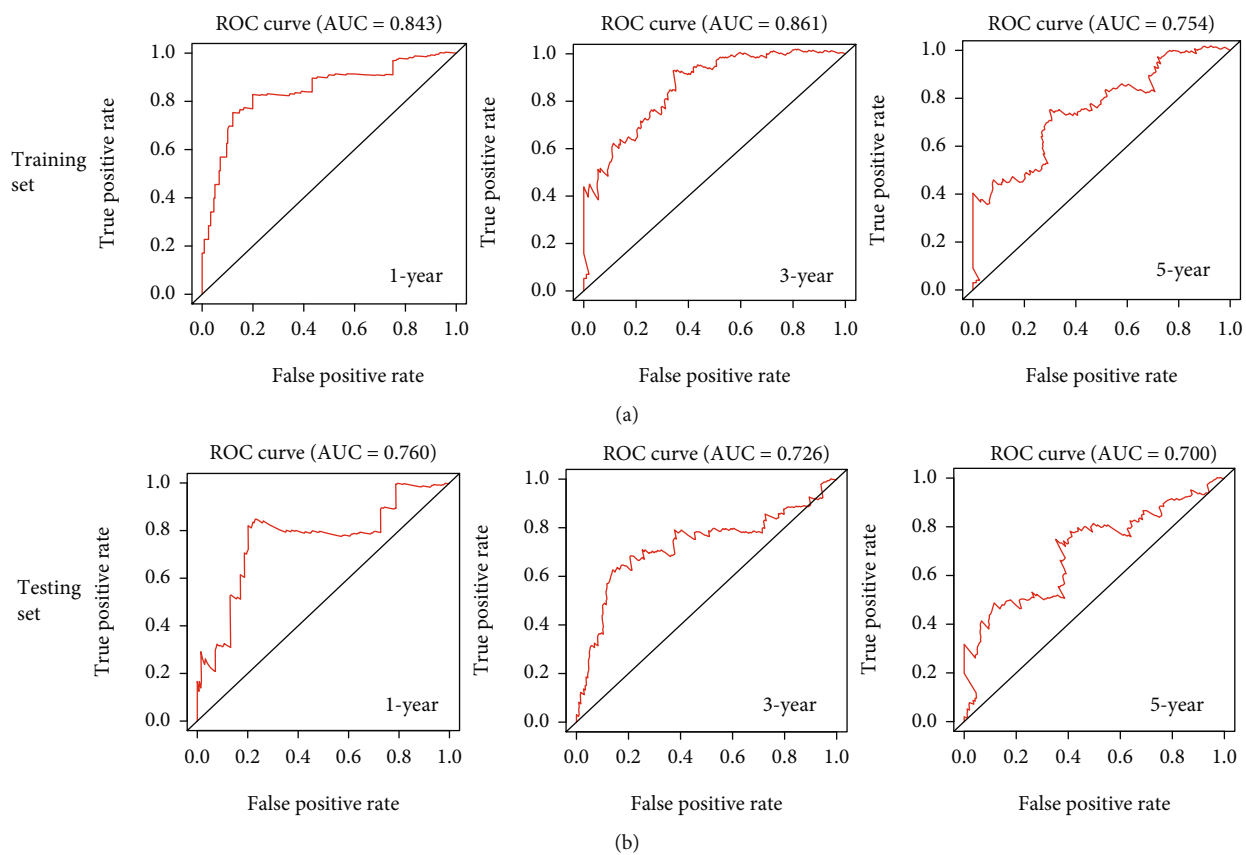 ROC curve (AUC = 0.843)
ROC curve (AUC = 0.861)
ROC curve (AUC = 0.754)
Training
set
True positive rate
1.0
0.8
0.6
0.4
0.2
0.0
1-year
0.0 0.2 0.4 0.6 0.8 1.0
False positive rate
True positive rate
1.0
0.8
0.6
0.4
0.2
0.0
3-year
0.0 0.2 0.4 0.6 0.8 1.0
False positive rate
True positive rate
1.0
0.8
0.6
0.4
0.2
0.0
5-year
0.0 0.2 0.4 0.6 0.8 1.0
False positive rate
(a)
ROC curve (AUC = 0.760)
ROC curve (AUC = 0.726)
ROC curve (AUC = 0.700)
Testing
set
True positive rate
1.0
0.8
0.6
0.4
0.2
0.0
1-year
0.0 0.2 0.4 0.6 0.8 1.0
False positive rate
True positive rate
1.0
0.8
0.6
0.4
0.2
0.0
3-year
0.0 0.2 0.4 0.6 0.8 1.0
False positive rate
True positive rate
1.0
0.8
0.6
0.4
0.2
0.0
5-year
0.0 0.2 0.4 0.6 0.8 1.0
False positive rate
(b)